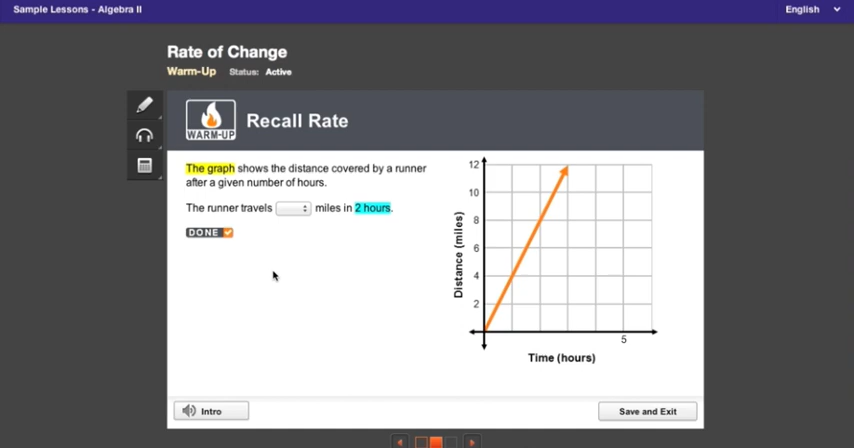 Sample Lessons - Algebra II
English
Rate of Change
Warm-Up Status: Active
WARM-UP
Recall Rate
The graph shows the distance covered by a runner
after a given number of hours.
The runner travels miles in 2 hours.
DONE
Distance (miles)
12
10
8
6
4
2
5
Time (hours)
Intro
Save and Exit